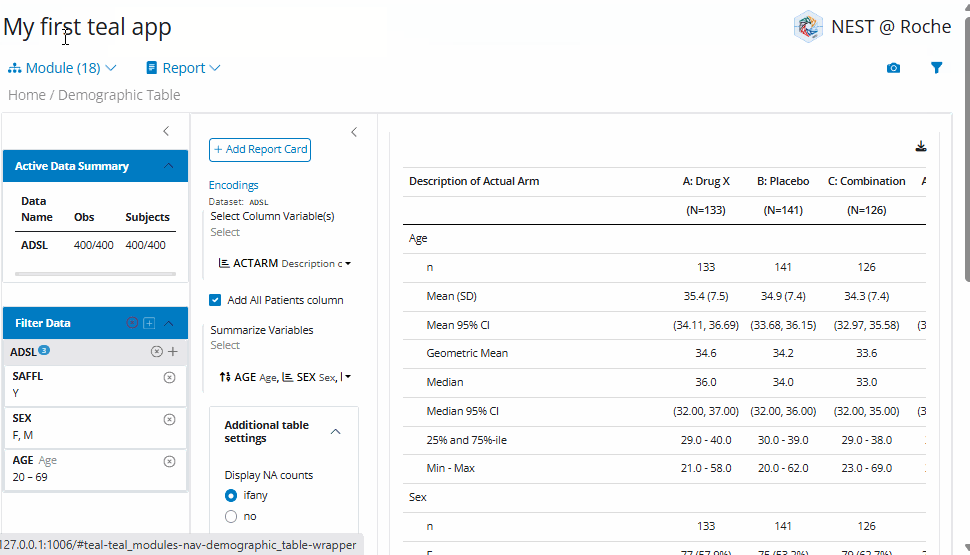 My first teal app
NEST @ Roche
Module (18)
Report
Home / Demographic Table
Active Data Summary
Data Name Obs Subjects
ADSL 400/400 400/400
Filter Data
ADSL 3
SAFFL
Y
SEX
F, M
AGE Age
20 – 69
+ Add Report Card
Encodings
Dataset: ADSL
Select Column Variable(s)
Select
ACTARM Description c
Add All Patients column
Summarize Variables
Select
AGE Age, SEX Sex,
Additional table
settings
Display NA counts
ifany
no
Description of Actual Arm A: Drug X B: Placebo C: Combination A
(N=133) (N=141) (N=126)
Age
n 133 141 126
Mean (SD) 35.4 (7.5) 34.9 (7.4) 34.3 (7.4)
Mean 95% CI (34.11, 36.69) (33.68, 36.15) (32.97, 35.58) (3
Geometric Mean 34.6 34.2 33.6
Median 36.0 34.0 33.0
Median 95% CI (32.00, 37.00) (32.00, 36.00) (32.00, 35.00) (3
25% and 75%-ile 29.0 - 40.0 30.0 - 39.0 29.0 - 38.0
Min - Max 21.0 - 58.0 20.0 - 62.0 23.0 - 69.0
Sex
n 133 141 126
F 77 (57.9%) 75 (53.2%) 79 (62.7%)
127.0.0.1:1006/#teal-teal_modules-nav-demographic_table-wrapper